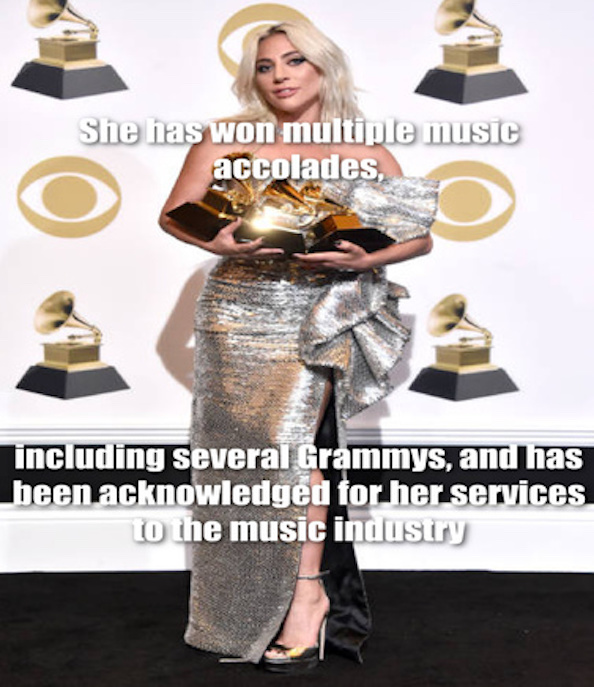 She has won multiple music
accolades,
including several Grammys, and has
been acknowledged for her services
to the music industry